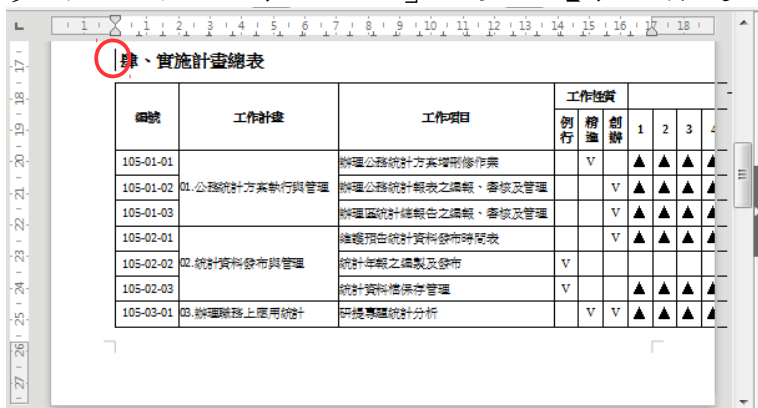 肆、實施計畫總表
編號 工作計畫 工作項目 工作性質
例行 精進 創辦 1 2 3 4
105-01-01 辦理公務統計方案增刪修作業 V ▲ ▲ ▲ ▲
105-01-02 01.公務統計方案執行與管理 辦理公務統計報表之編報、審核及管理 V ▲ ▲ ▲ ▲
105-01-03 辦理區統計總報告之編報、審核及管理 V ▲ ▲ ▲ ▲
105-02-01 維護預告統計資料發布時間表 V ▲ ▲ ▲ ▲
105-02-02 02.統計資料發布與管理 統計年報之編製及發布 V
105-02-03 統計資料檔保存管理 V ▲ ▲ ▲ ▲
105-03-01 03.辦理職務上應用統計 研提專題統計分析 V V ▲ ▲ ▲ ▲